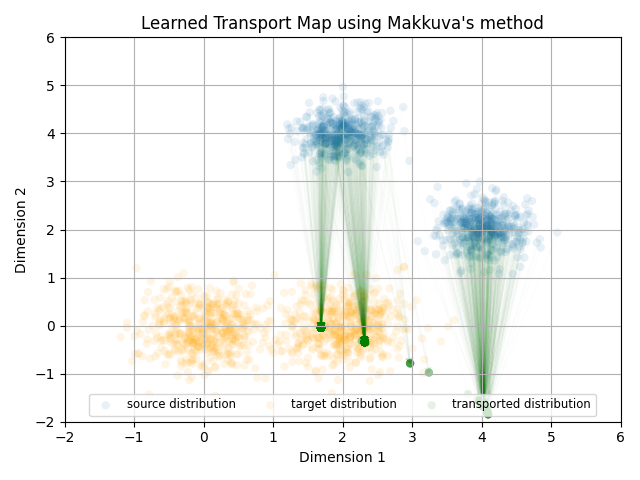 Learned Transport Map using Makkuva's method
6
5
4
3
2
1
0
−1
−2
Dimension 2
source distribution target distribution transported distribution
−2 −1 0 1 2 3 4 5 6
Dimension 1